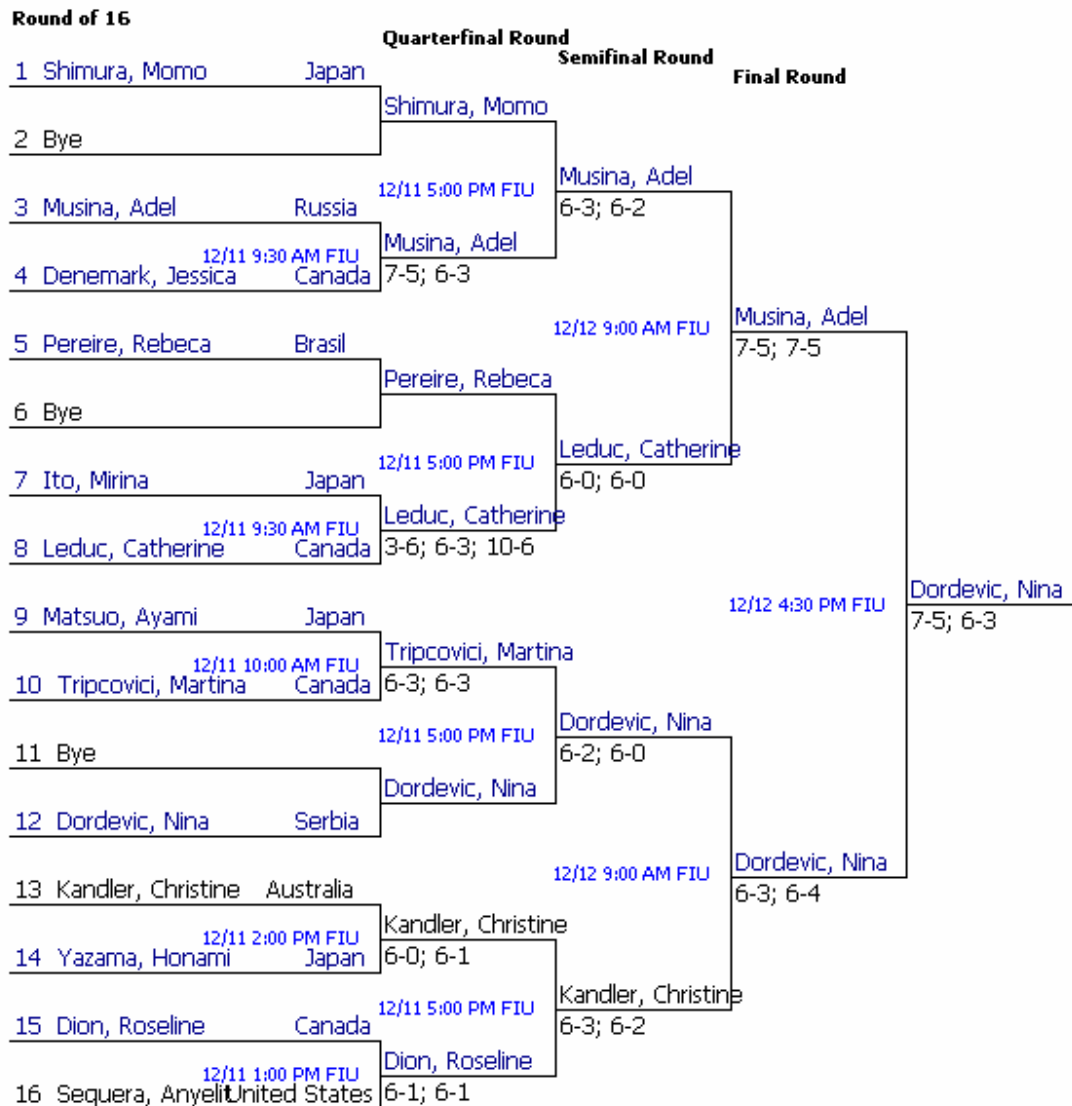 Round of 16
Quarterfinal Round
Semifinal Round
Final Round
1 Shimura, Momo Japan
Shimura, Momo
2 Bye
12/11 5:00 PM FIU
Musina, Adel
6-3; 6-2
3 Musina, Adel Russia
12/11 9:30 AM FIU
Musina, Adel
7-5; 6-3
4 Denemark, Jessica Canada
12/12 9:00 AM FIU
Musina, Adel
7-5; 7-5
5 Pereire, Rebeca Brasil
Pereire, Rebeca
6 Bye
12/11 5:00 PM FIU
Leduc, Catherine
6-0; 6-0
7 Ito, Mirina Japan
12/11 9:30 AM FIU
Leduc, Catherine
3-6; 6-3; 10-6
8 Leduc, Catherine Canada
12/12 4:30 PM FIU
Dordevic, Nina
7-5; 6-3
9 Matsuo, Ayami Japan
12/11 10:00 AM FIU
Tripcovici, Martina
6-3; 6-3
10 Tripcovici, Martina Canada
12/11 5:00 PM FIU
Dordevic, Nina
6-2; 6-0
11 Bye
Dordevic, Nina
12 Dordevic, Nina Serbia
12/12 9:00 AM FIU
Dordevic, Nina
6-3; 6-4
13 Kandler, Christine Australia
12/11 2:00 PM FIU
Kandler, Christine
6-0; 6-1
14 Yazama, Honami Japan
12/11 5:00 PM FIU
Kandler, Christine
6-3; 6-2
15 Dion, Roseline Canada
12/11 1:00 PM FIU
Dion, Roseline
6-1; 6-1
16 Sequera, Anyeli United States